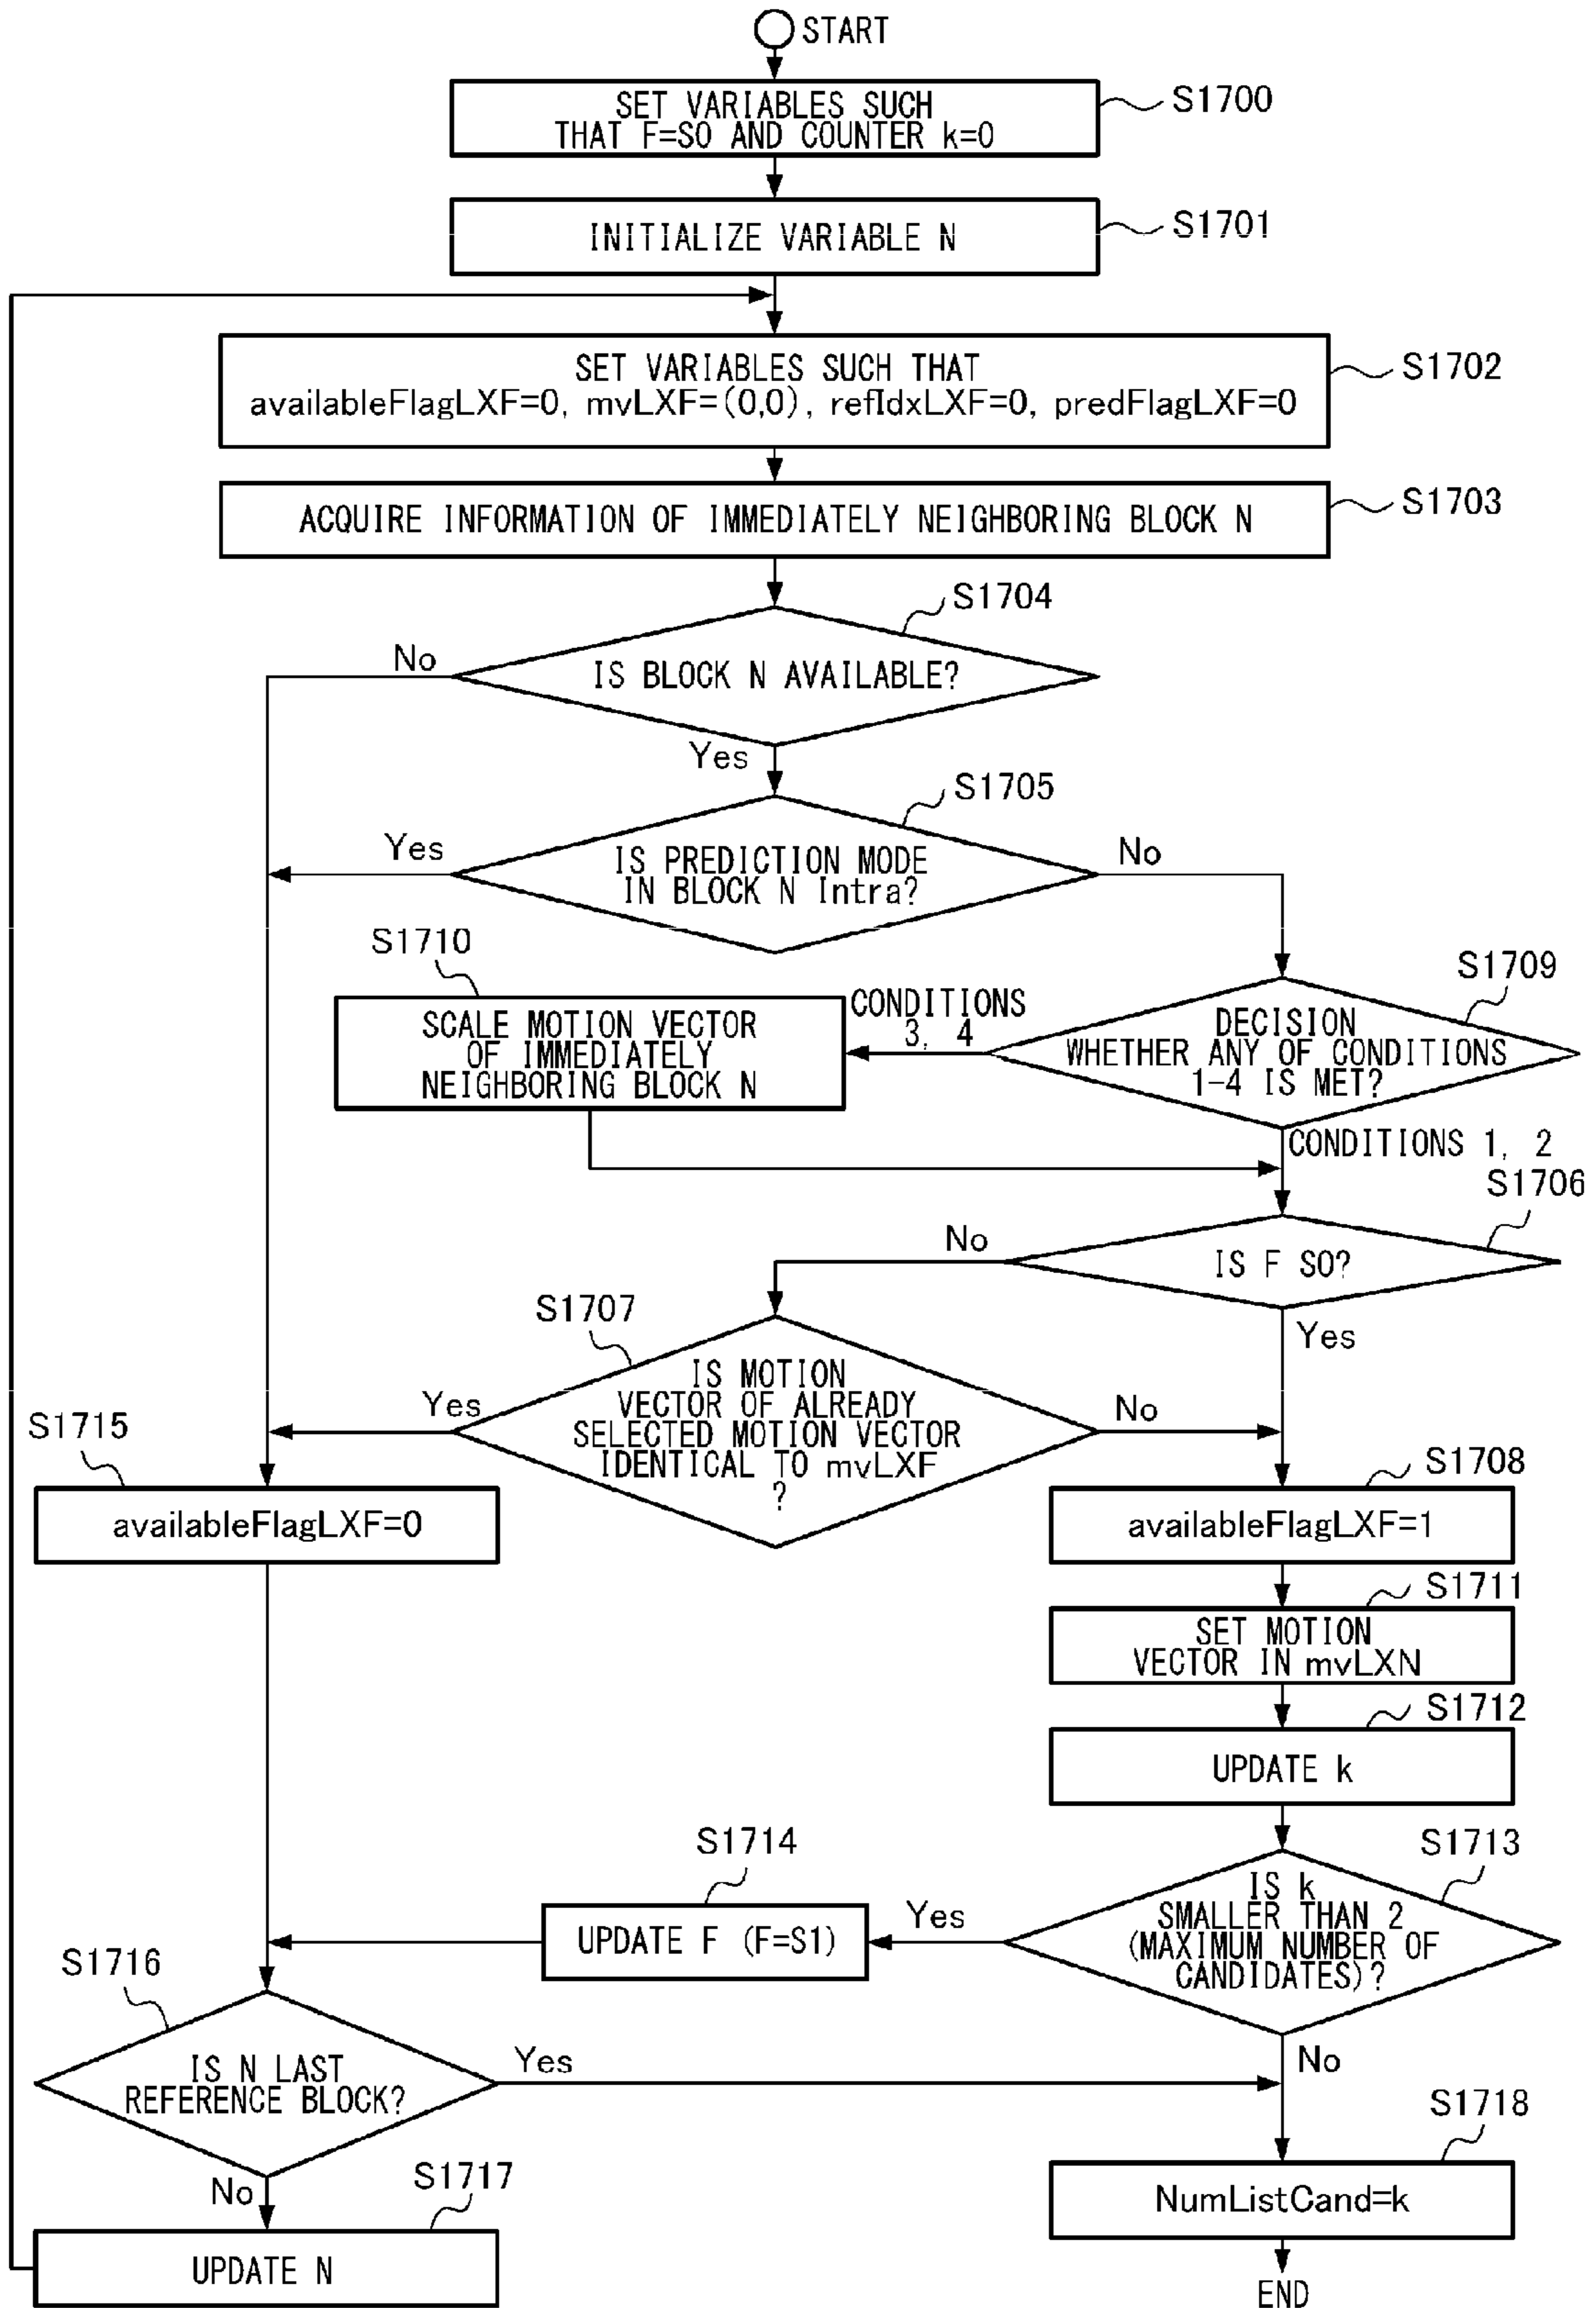 START
SET VARIABLES SUCH
THAT F=S0 AND COUNTER k=0
S1700
INITIALIZE VARIABLE N
S1701
SET VARIABLES SUCH THAT
availableFlagLXF=0, mvLXF=(0,0), refIdxLXF=0, predFlagLXF=0
S1702
ACQUIRE INFORMATION OF IMMEDIATELY NEIGHBORING BLOCK N
S1703
S1704
No
IS BLOCK N AVAILABLE?
Yes
S1705
Yes
IS PREDICTION MODE
IN BLOCK N Intra?
No
S1710
SCALE MOTION VECTOR
OF IMMEDIATELY
NEIGHBORING BLOCK N
CONDITIONS
3, 4
S1709
DECISION
WHETHER ANY OF CONDITIONS
1-4 IS MET?
CONDITIONS 1, 2
S1706
No
IS F S0?
Yes
S1707
Yes
IS MOTION
VECTOR OF ALREADY
SELECTED MOTION VECTOR
IDENTICAL TO mvLXF
?
No
S1715
availableFlagLXF=0
S1708
availableFlagLXF=1
S1711
SET MOTION
VECTOR IN mvLXN
S1712
UPDATE k
S1713
IS k
SMALLER THAN 2
(MAXIMUM NUMBER OF
CANDIDATES)?
Yes
S1714
UPDATE F (F=S1)
No
S1716
IS N LAST
REFERENCE BLOCK?
Yes
No
S1717
UPDATE N
S1718
NumListCand=k
END